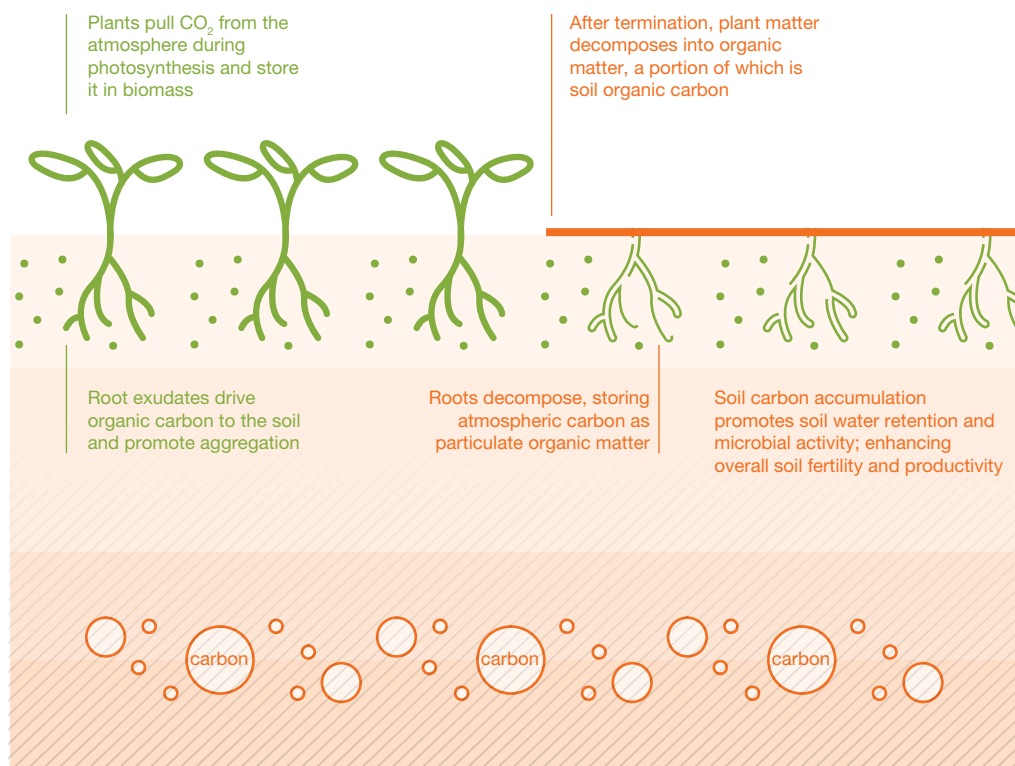 Plants pull CO₂ from the
atmosphere during
photosynthesis and store
it in biomass
After termination, plant matter
decomposes into organic
matter, a portion of which is
soil organic carbon
Root exudates drive
organic carbon to the soil
and promote aggregation
Roots decompose, storing
atmospheric carbon as
particulate organic matter
Soil carbon accumulation
promotes soil water retention and
microbial activity; enhancing
overall soil fertility and productivity
carbon
carbon
carbon